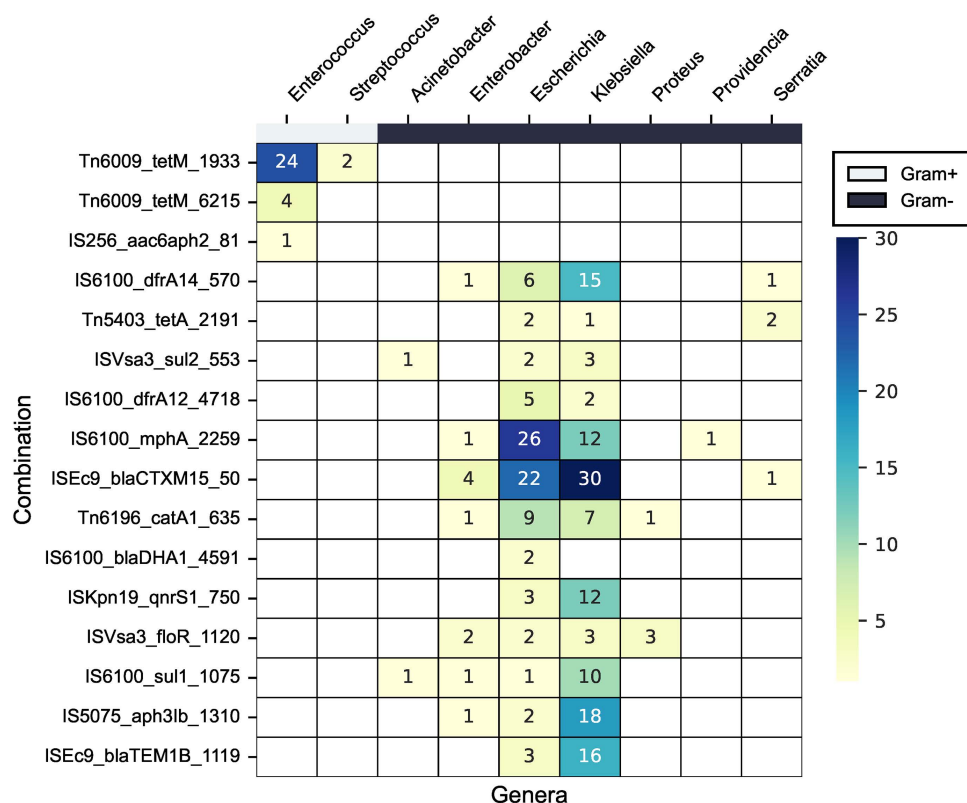 Enterococcus
Streptococcus
Acinetobacter
Enterobacter
Escherichia
Klebsiella
Proteus
Providencia
Serratia
Gram+
Gram-
Combination
Tn6009_tetM_1933 24 2
Tn6009_tetM_6215 4
IS256_aac6aph2_81 1
IS6100_dfrA14_570 1 6 15 1
Tn5403_tetA_2191 2 1 2
ISVsa3_sul2_553 1 2 3
IS6100_dfrA12_4718 5 2
IS6100_mphA_2259 1 26 12 1
ISEc9_blaCTXM15_50 4 22 30 1
Tn6196_catA1_635 1 9 7 1
IS6100_blaDHA1_4591 2
ISKpn19_qnrS1_750 3 12
ISVsa3_floR_1120 2 2 3 3
IS6100_sul1_1075 1 1 1 10
IS5075_aph3Ib_1310 1 2 18
ISEc9_blaTEM1B_1119 3 16
Genera
30
25
20
15
10
5